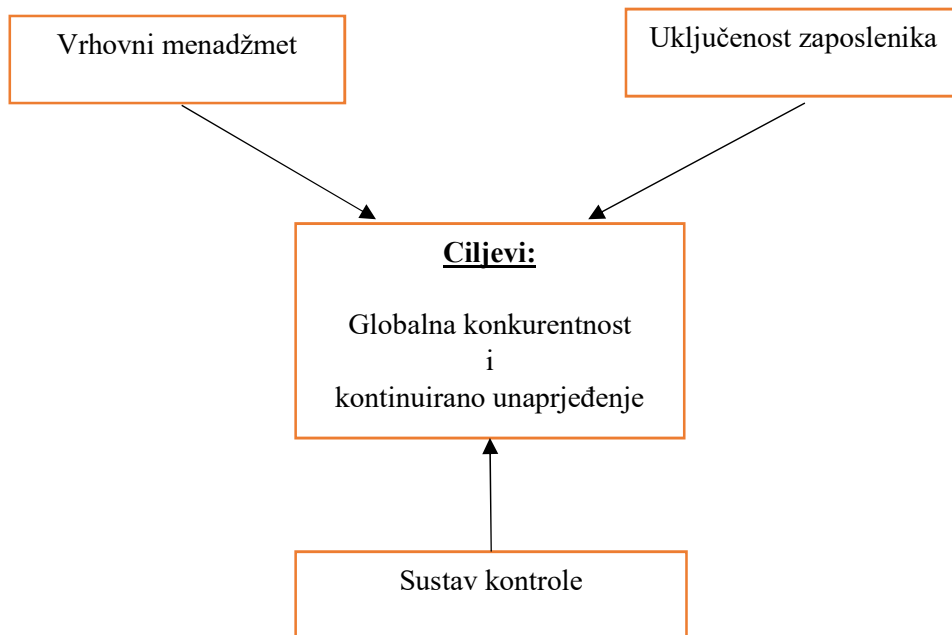 Vrhovni menadžmet
Uključenost zaposlenika
Ciljevi:
Globalna konkurentnost
i
kontinuirano unaprjeđenje
Sustav kontrole